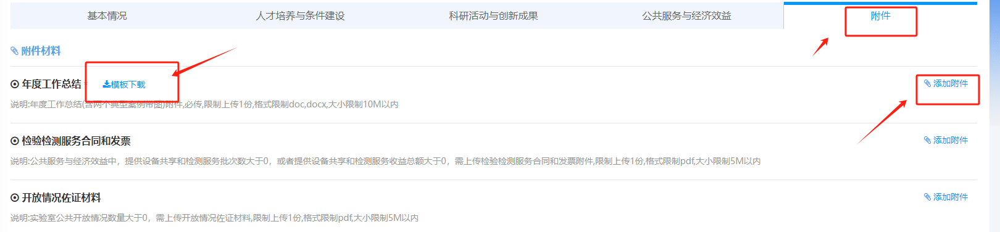 基本情况
人才培养与条件建设
科研活动与创新成果
公共服务与经济效益
附件
附件材料
年度工作总结 模板下载 添加附件
说明:年度工作总结(含两个典型案例带图)附件,必传,限制上传1份,格式限制doc,docx,大小限制10M以内
检验检测服务合同和发票 添加附件
说明:公共服务与经济效益中，提供设备共享和检测服务批次数大于0，或者提供设备共享和检测服务收益总额大于0，需上传检验检测服务合同和发票附件,限制上传1份,格式限制pdf,大小限制5M以内
开放情况佐证材料 添加附件
说明:实验室公共开放情况数量大于0，需上传开放情况佐证材料,限制上传1份,格式限制pdf,大小限制5M以内